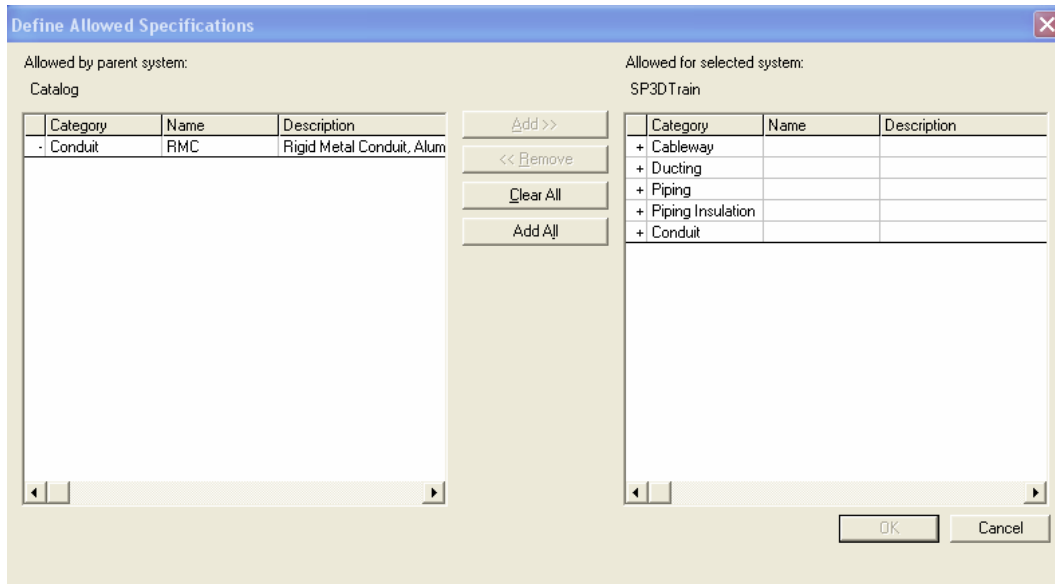 Define Allowed Specifications
Allowed by parent system:
Catalog
Category Name Description
- Conduit RMC Rigid Metal Conduit, Alum
Add >>
<< Remove
Clear All
Add All
Allowed for selected system:
SP3DTrain
Category Name Description
+ Cableway
+ Ducting
+ Piping
+ Piping Insulation
+ Conduit
OK Cancel